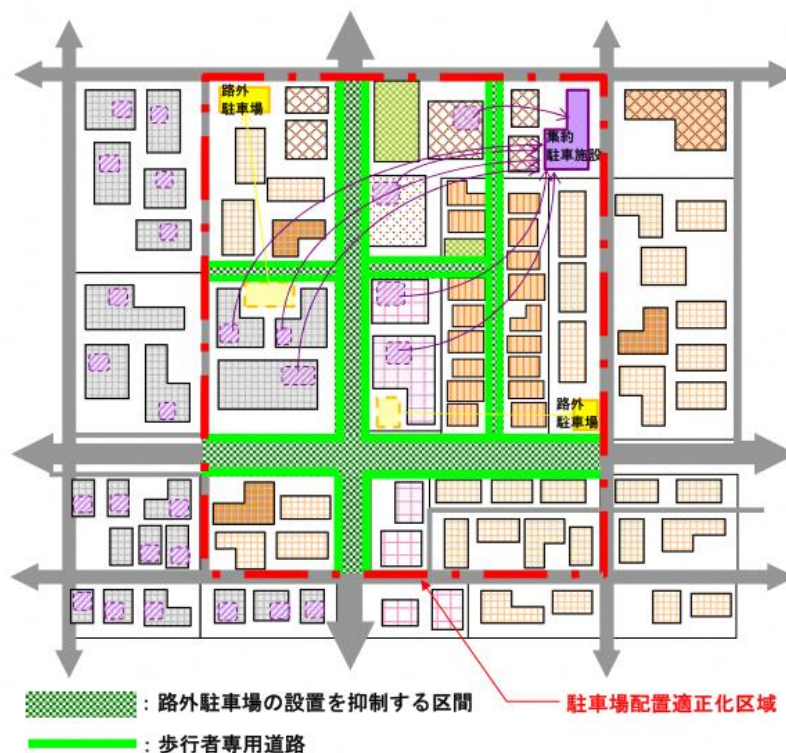 路外
駐車場
集約
駐車施設
路外
駐車場
：路外駐車場の設置を抑制する区間
駐車場配置適正化区域
：歩行者専用道路